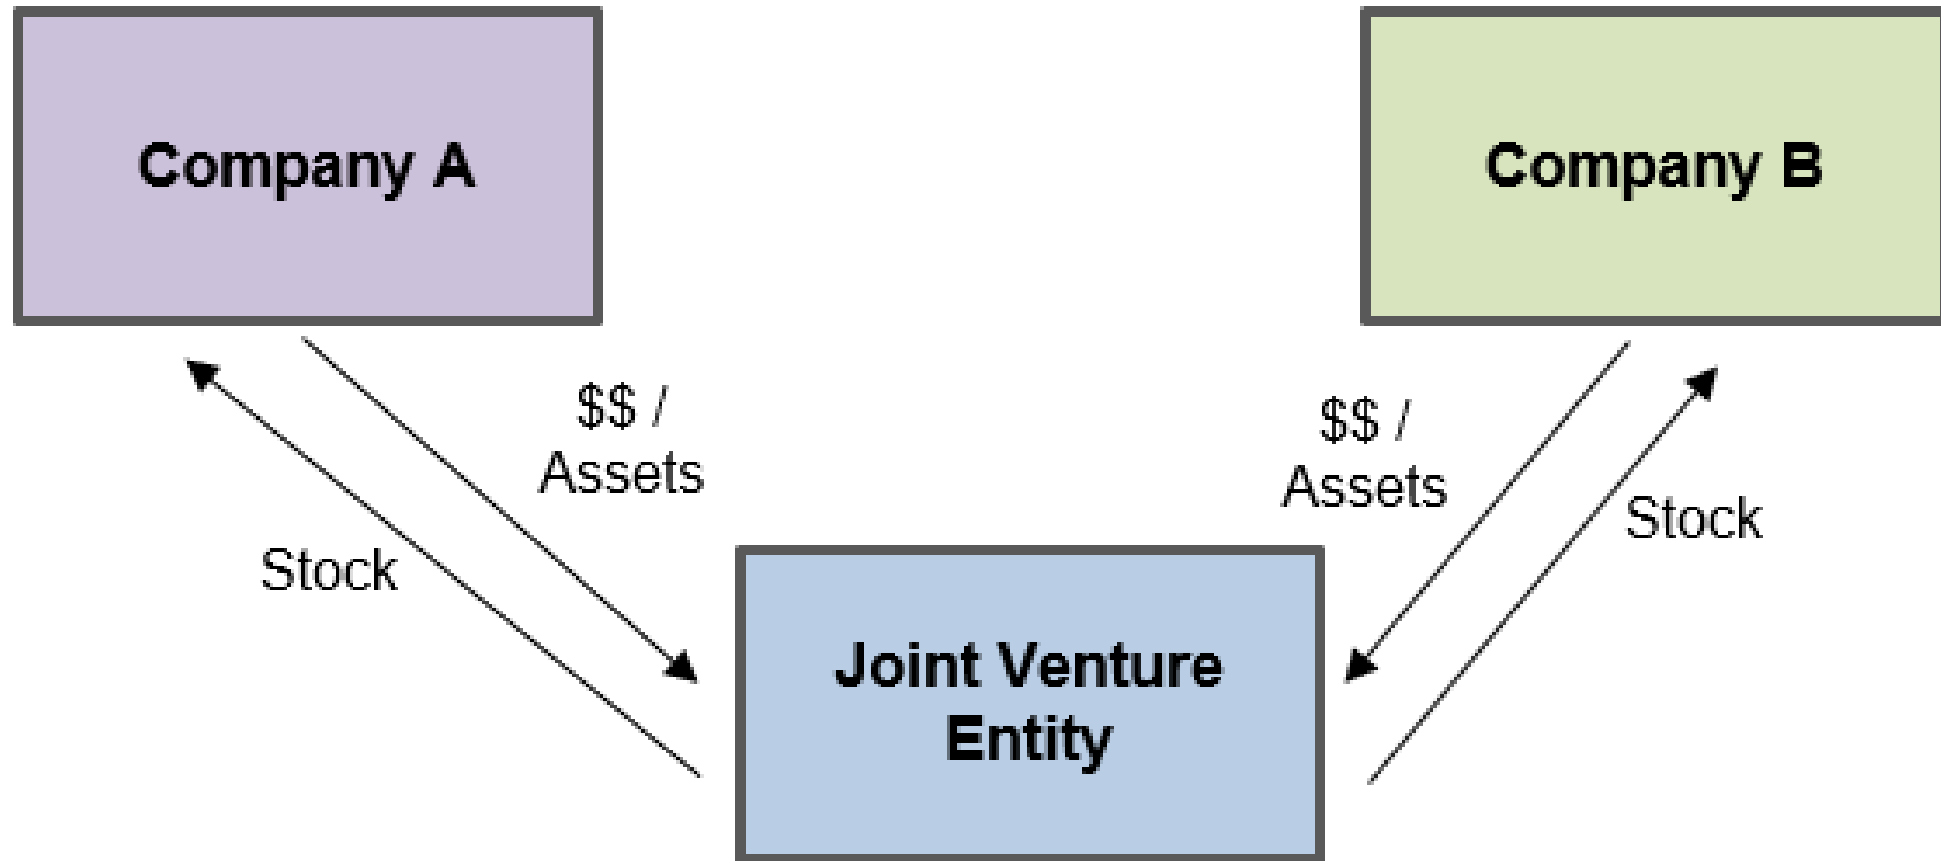 Company A
Company B
$$ /
Assets
Stock
$$ /
Assets
Stock
Joint Venture
Entity